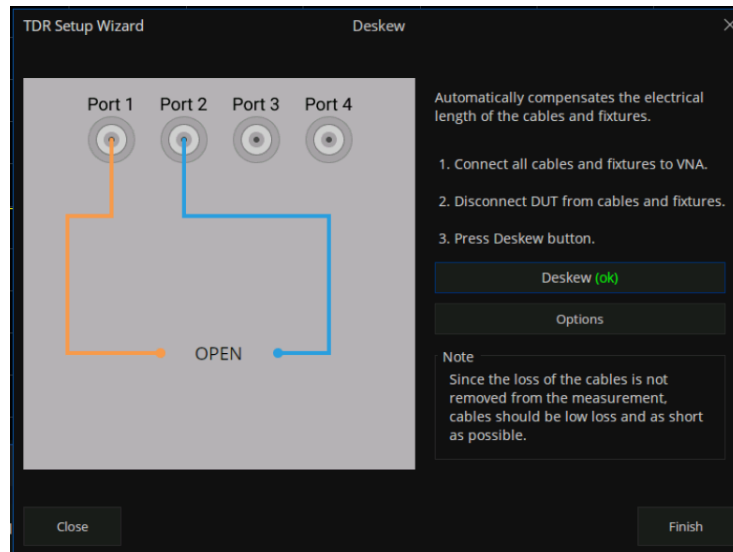 TDR Setup Wizard
Deskew
Port 1 Port 2 Port 3 Port 4
OPEN
Automatically compensates the electrical
length of the cables and fixtures.
1. Connect all cables and fixtures to VNA.
2. Disconnect DUT from cables and fixtures.
3. Press Deskew button.
Deskew (ok)
Options
Note
Since the loss of the cables is not
removed from the measurement,
cables should be low loss and as short
as possible.
Close
Finish